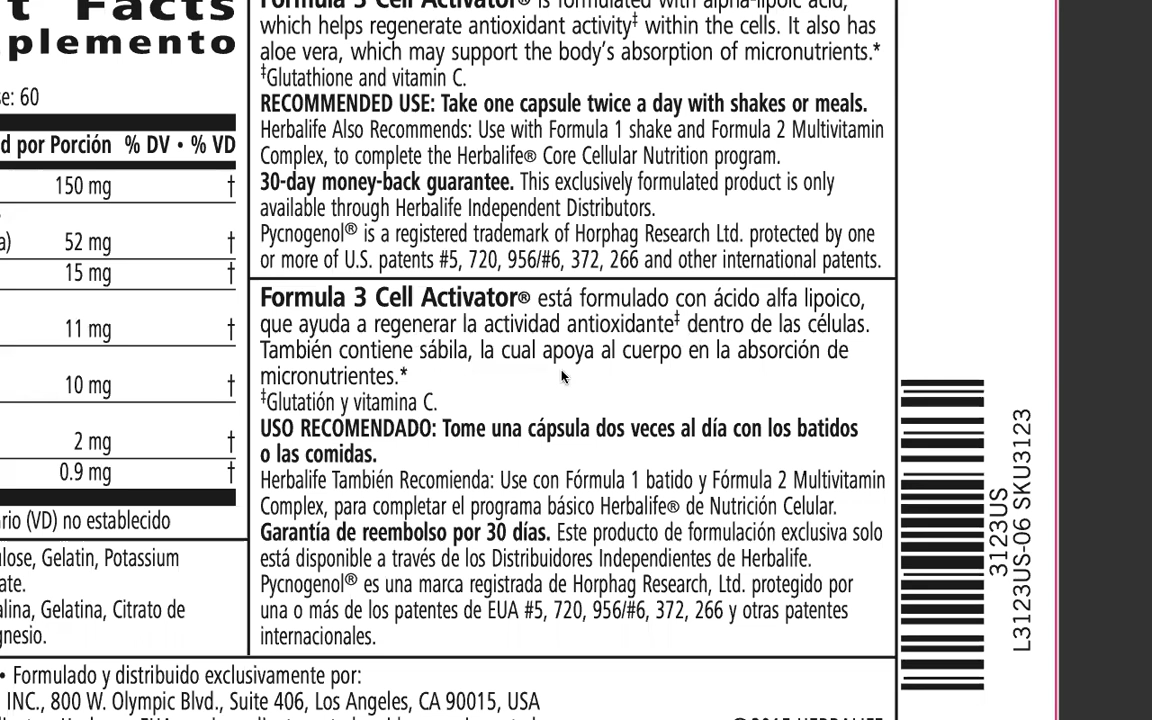 t Facts
plemento
se: 60
d por Porción % DV • % VD
150 mg †
a) 52 mg †
15 mg †
11 mg †
10 mg †
2 mg †
0.9 mg †
rio (VD) no establecido
lose, Gelatin, Potassium
ate.
alina, Gelatina, Citrato de
gnesio.
Formula 3 Cell Activator® is formulated with alpha-lipoic acid,
which helps regenerate antioxidant activity‡ within the cells. It also has
aloe vera, which may support the body's absorption of micronutrients.*
‡Glutathione and vitamin C.
RECOMMENDED USE: Take one capsule twice a day with shakes or meals.
Herbalife Also Recommends: Use with Formula 1 shake and Formula 2 Multivitamin
Complex, to complete the Herbalife® Core Cellular Nutrition program.
30-day money-back guarantee. This exclusively formulated product is only
available through Herbalife Independent Distributors.
Pycnogenol® is a registered trademark of Horphag Research Ltd. protected by one
or more of U.S. patents #5, 720, 956/#6, 372, 266 and other international patents.
Formula 3 Cell Activator® está formulado con ácido alfa lipoico,
que ayuda a regenerar la actividad antioxidante‡ dentro de las células.
También contiene sábila, la cual apoya al cuerpo en la absorción de
micronutrientes.*
‡Glutatión y vitamina C.
USO RECOMENDADO: Tome una cápsula dos veces al día con los batidos
o las comidas.
Herbalife También Recomienda: Use con Fórmula 1 batido y Fórmula 2 Multivitamin
Complex, para completar el programa básico Herbalife® de Nutrición Celular.
Garantía de reembolso por 30 días. Este producto de formulación exclusiva solo
está disponible a través de los Distribuidores Independientes de Herbalife.
Pycnogenol® es una marca registrada de Horphag Research, Ltd. protegido por
una o más de los patentes de EUA #5, 720, 956/#6, 372, 266 y otras patentes
internacionales.
• Formulado y distribuido exclusivamente por:
INC., 800 W. Olympic Blvd., Suite 406, Los Angeles, CA 90015, USA
3123US
L3123US-06 SKU3123